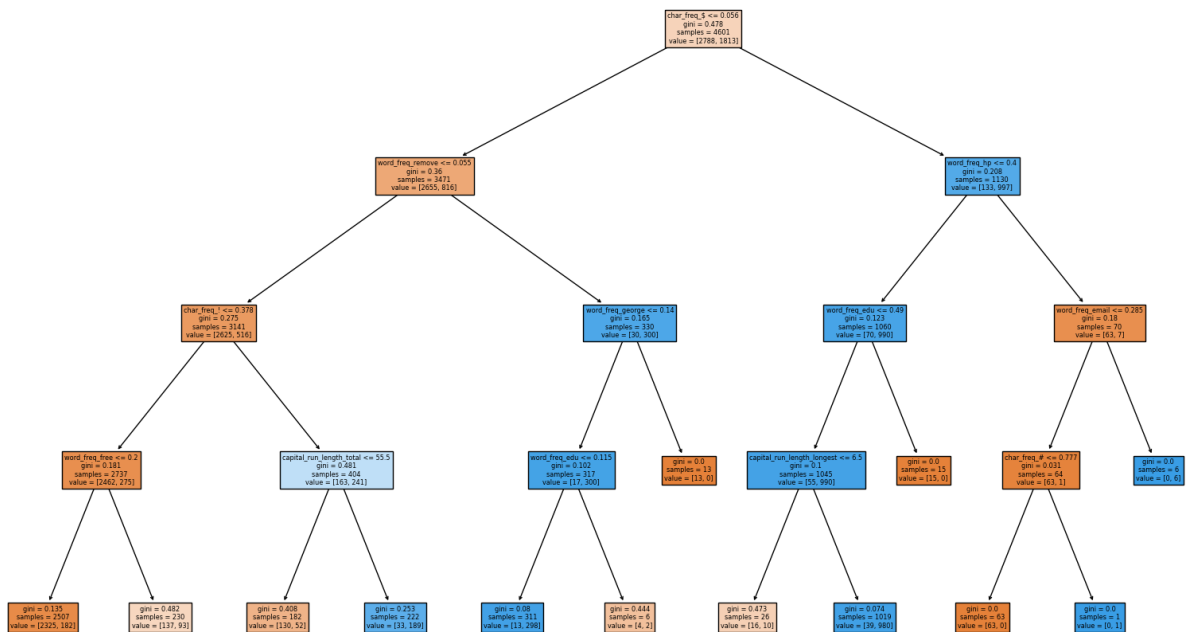 char_freq_$ <= 0.056
gini = 0.478
samples = 4601
value = [2788, 1813]
word_freq_remove <= 0.055
gini = 0.36
samples = 3471
value = [2655, 816]
word_freq_hp <= 0.4
gini = 0.208
samples = 1130
value = [133, 997]
char_freq_! <= 0.378
gini = 0.275
samples = 3141
value = [2625, 516]
word_freq_george <= 0.14
gini = 0.165
samples = 330
value = [30, 300]
word_freq_edu <= 0.49
gini = 0.123
samples = 1060
value = [70, 990]
word_freq_email <= 0.285
gini = 0.18
samples = 70
value = [63, 7]
word_freq_free <= 0.2
gini = 0.181
samples = 2737
value = [2462, 275]
capital_run_length_total <= 55.5
gini = 0.481
samples = 404
value = [163, 241]
word_freq_edu <= 0.115
gini = 0.102
samples = 317
value = [17, 300]
gini = 0.0
samples = 13
value = [13, 0]
capital_run_length_longest <= 6.5
gini = 0.1
samples = 1045
value = [55, 990]
gini = 0.0
samples = 15
value = [15, 0]
char_freq_# <= 0.777
gini = 0.031
samples = 64
value = [63, 1]
gini = 0.0
samples = 6
value = [0, 6]
gini = 0.135
samples = 2507
value = [2325, 182]
gini = 0.482
samples = 230
value = [137, 93]
gini = 0.408
samples = 182
value = [130, 52]
gini = 0.253
samples = 222
value = [33, 189]
gini = 0.08
samples = 311
value = [13, 298]
gini = 0.444
samples = 6
value = [4, 2]
gini = 0.473
samples = 26
value = [16, 10]
gini = 0.074
samples = 1019
value = [39, 980]
gini = 0.0
samples = 63
value = [63, 0]
gini = 0.0
samples = 1
value = [0, 1]